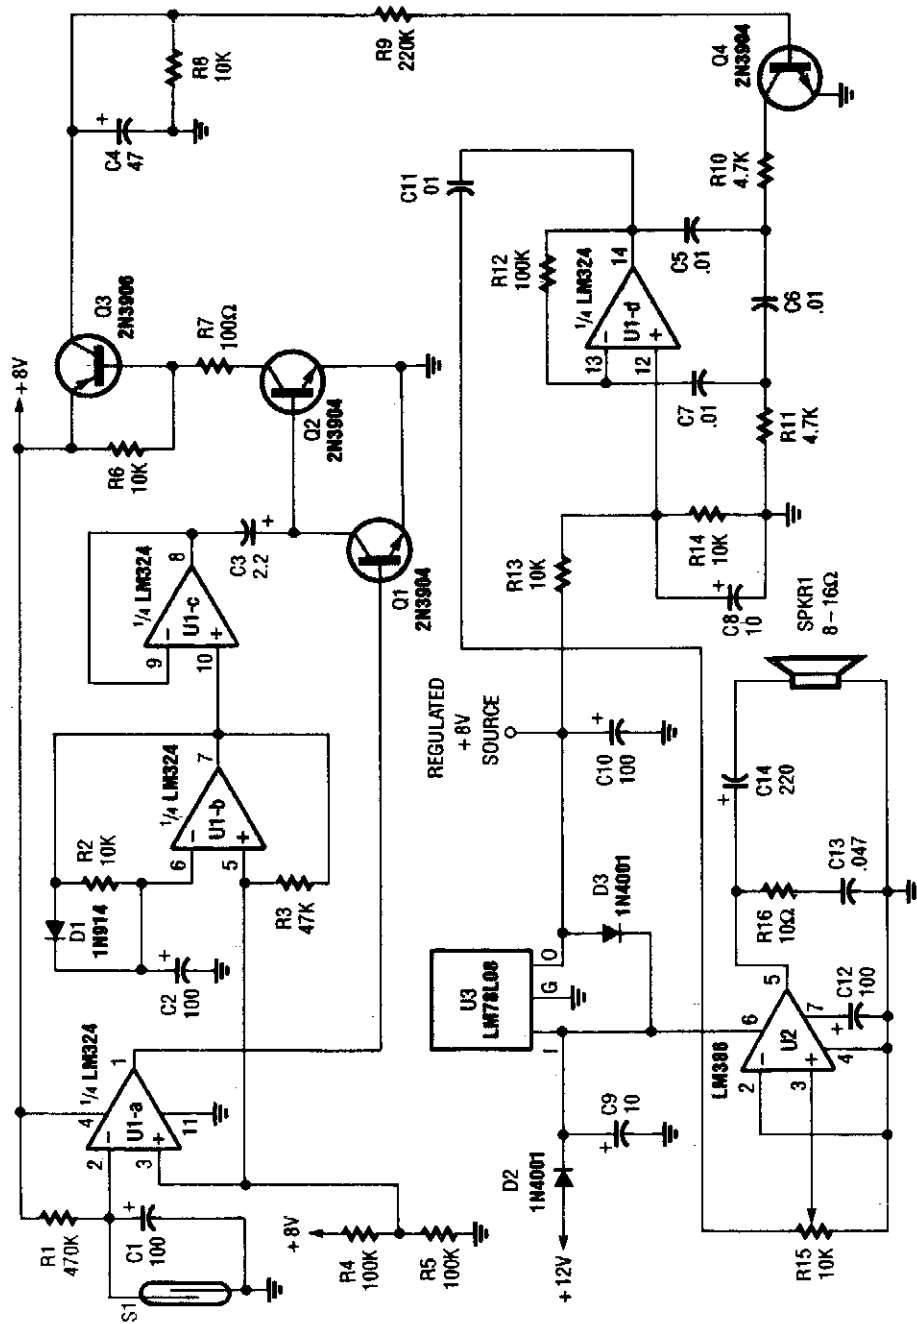 +8V
R1
470K
C1
100
+
S1
2
3
4
1
11
U1-a
1/4 LM324
-
+
+8V
R4
100K
R5
100K
D1
1N914
R2
10K
C2
100
+
6
5
7
U1-b
1/4 LM324
-
+
R3
47K
9
10
8
U1-c
1/4 LM324
-
+
C3
2.2
+
Q1
2N3904
Q2
2N3904
R6
10K
R7
100Ω
Q3
2N3906
C4
47
+
R8
10K
R9
220K
Q4
2N3904
R10
4.7K
C11
01
R12
100K
1/4 LM324
U1-d
13
12
14
-
+
C5
.01
C6
.01
C7
.01
R11
4.7K
R13
10K
R14
10K
C8
10
+
REGULATED
+8V
SOURCE
C10
100
+
U3
LM78L08
I
G
O
D3
1N4001
D2
1N4001
+12V
C9
10
+
LM386
U2
2
3
6
5
7
4
-
+
C12
100
+
R15
10K
R16
10Ω
C13
.047
C14
220
+
SPKR1
8-16Ω